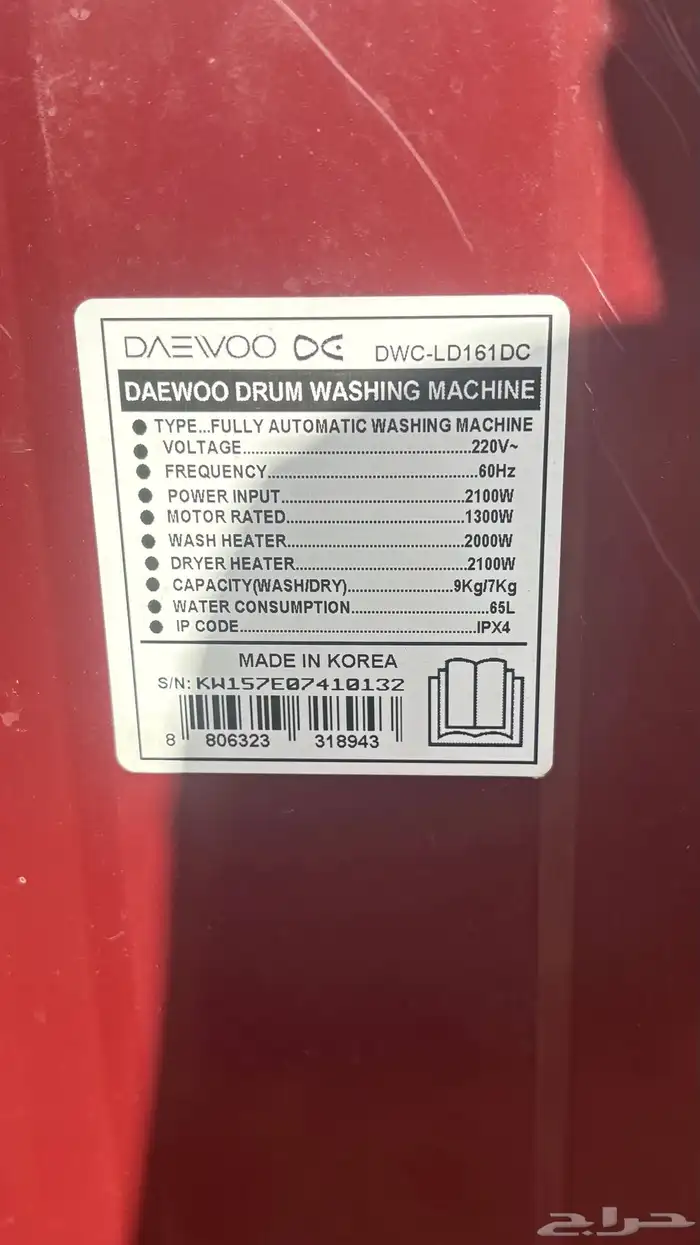 DAEWOO DWC-LD161DC
DAEWOO DRUM WASHING MACHINE
TYPE...FULLY AUTOMATIC WASHING MACHINE
VOLTAGE..........................................220V~
FREQUENCY......................................60Hz
POWER INPUT.................................2100W
MOTOR RATED................................1300W
WASH HEATER................................2000W
DRYER HEATER...............................2100W
CAPACITY(WASH/DRY)....................9Kg/7Kg
WATER CONSUMPTION.........................65L
IP CODE...........................................IPX4
MADE IN KOREA
S/N: KW157E07410132
8 806323 318943
حراج